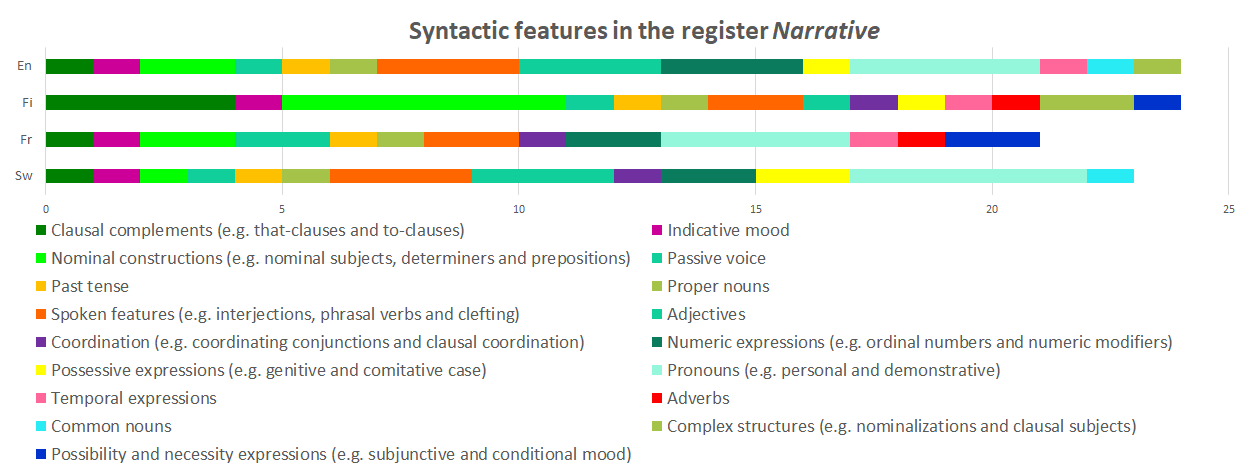 Syntactic features in the register Narrative
En
Fi
Fr
Sw
0 5 10 15 20 25
Clausal complements (e.g. that-clauses and to-clauses) Indicative mood
Nominal constructions (e.g. nominal subjects, determiners and prepositions) Passive voice
Past tense Proper nouns
Spoken features (e.g. interjections, phrasal verbs and clefting) Adjectives
Coordination (e.g. coordinating conjunctions and clausal coordination) Numeric expressions (e.g. ordinal numbers and numeric modifiers)
Possessive expressions (e.g. genitive and comitative case) Pronouns (e.g. personal and demonstrative)
Temporal expressions Adverbs
Common nouns Complex structures (e.g. nominalizations and clausal subjects)
Possibility and necessity expressions (e.g. subjunctive and conditional mood)